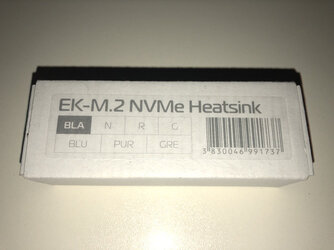 EK-M.2 NVMe Heatsink
BLA N R G
BLU PUR GRE
3 830046 991737